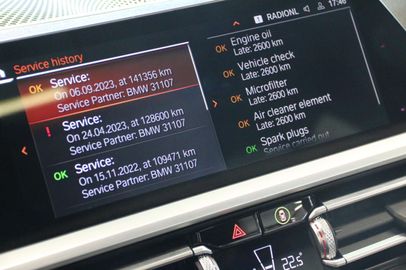 RADIONL
17:46
Service history
OK Service:
On 06.09.2023, at 141356 km
Service Partner: BMW 31107
! Service:
On 24.04.2023, at 128600 km
Service Partner: BMW 31107
OK Service:
On 15.11.2022, at 109471 km
Service Partner: BMW 31107
OK Engine oil
Late: 2600 km
OK Vehicle check
Late: 2600 km
OK Microfilter
Late: 2600 km
OK Air cleaner element
Late: 2600 km
OK Spark plugs
Service carried out
22.5